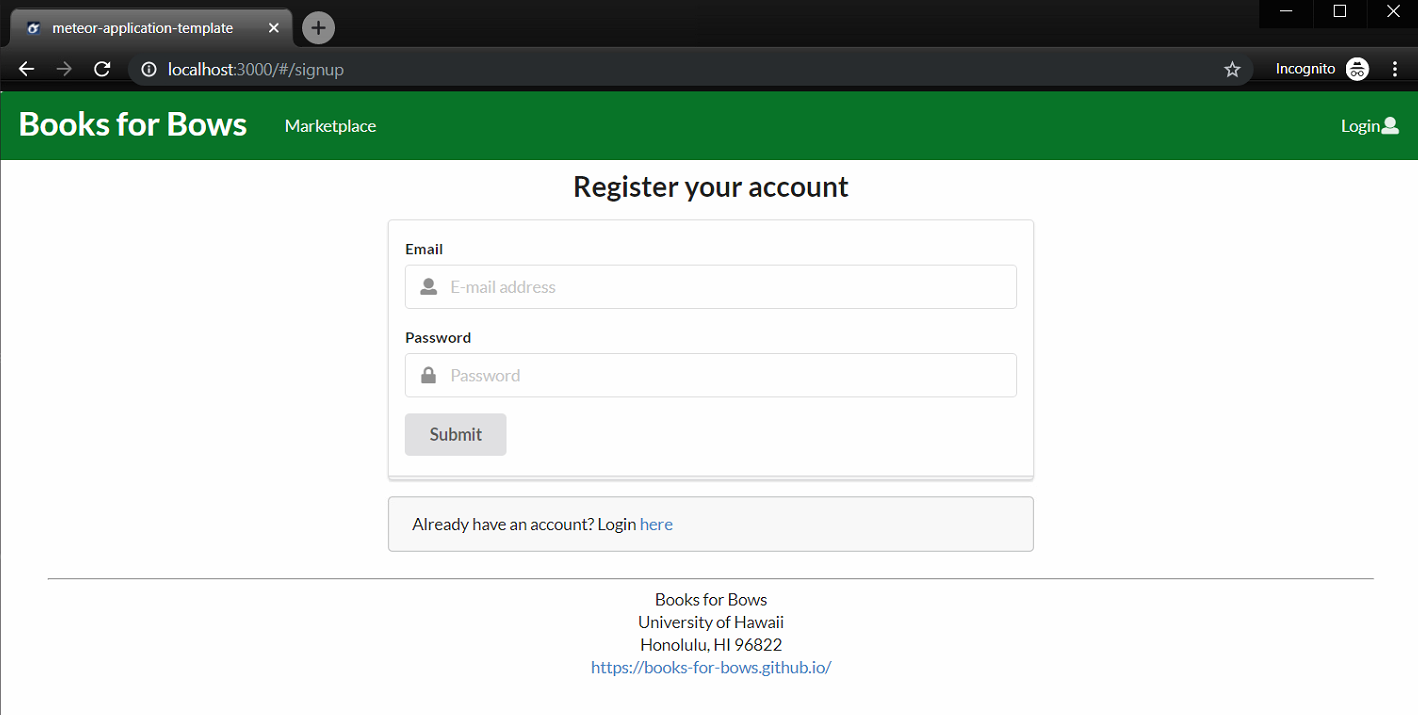 meteor-application-template
localhost:3000/#/signup
Incognito
Books for Bows
Marketplace
Login
Register your account
Email
E-mail address
Password
Password
Submit
Already have an account? Login here
Books for Bows
University of Hawaii
Honolulu, HI 96822
https://books-for-bows.github.io/